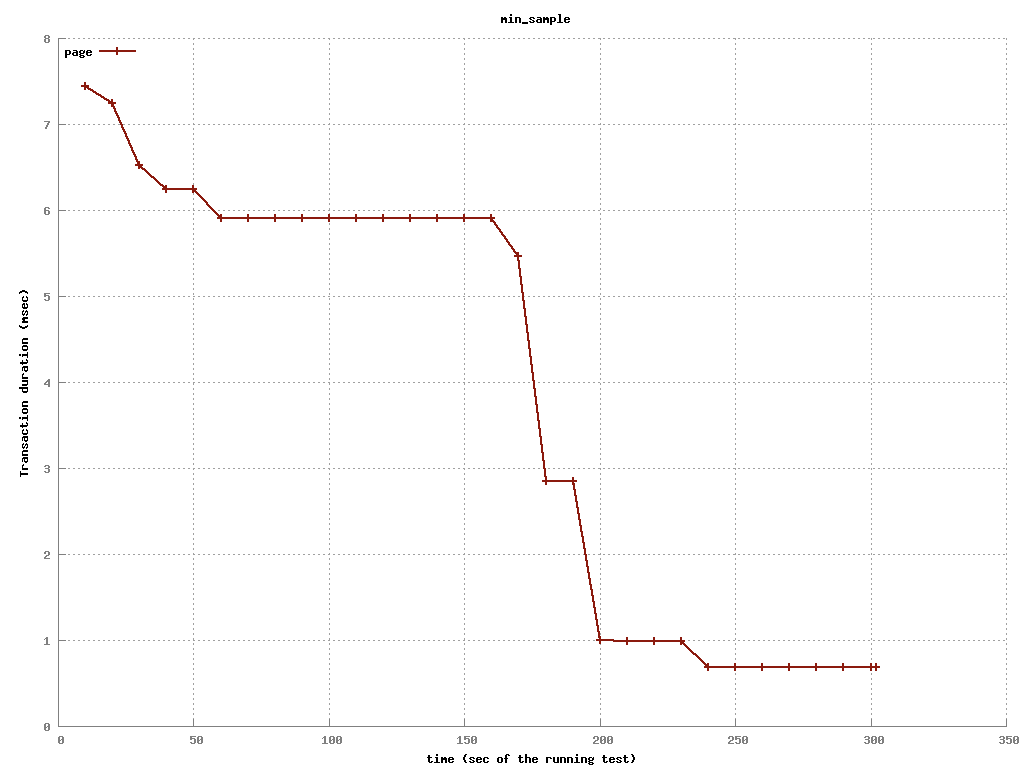 min_sample
8
page
7
6
5
4
3
2
1
0
Transaction duration (msec)
0 50 100 150 200 250 300 350
time (sec of the running test)